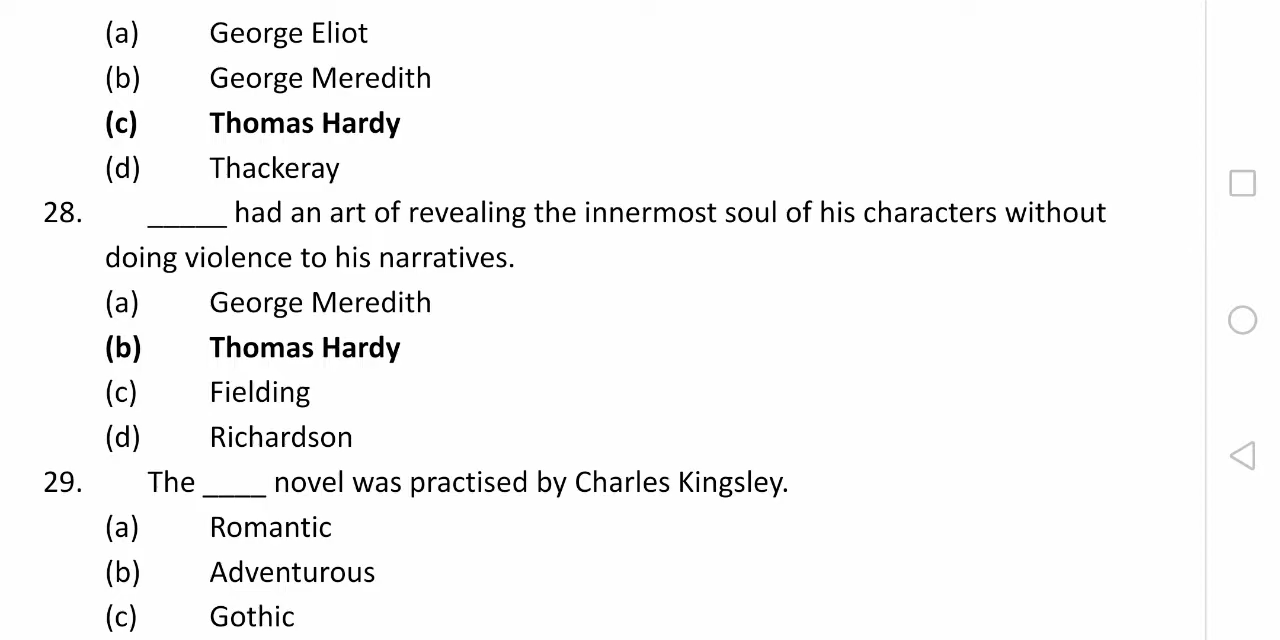 (a) George Eliot
(b) George Meredith
(c) Thomas Hardy
(d) Thackeray
28. _____ had an art of revealing the innermost soul of his characters without
doing violence to his narratives.
(a) George Meredith
(b) Thomas Hardy
(c) Fielding
(d) Richardson
29. The ____ novel was practised by Charles Kingsley.
(a) Romantic
(b) Adventurous
(c) Gothic